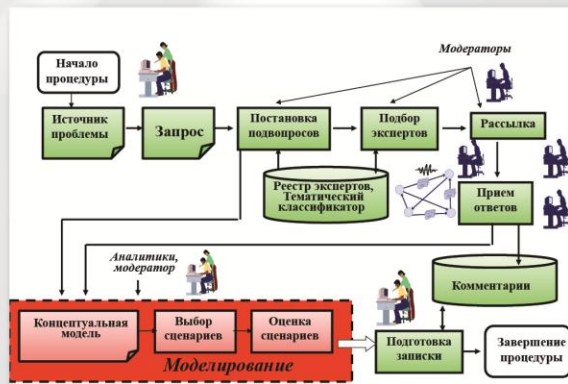 Модераторы
Начало
процедуры
Источник
проблемы
Запрос
Постановка
подвопросов
Подбор
экспертов
Рассылка
Реестр экспертов,
Тематический
классификатор
Прием
ответов
Аналитики,
модератор
Комментарии
Концептуальная
модель
Выбор
сценариев
Оценка
сценариев
Моделирование
Подготовка
записки
Завершение
процедуры